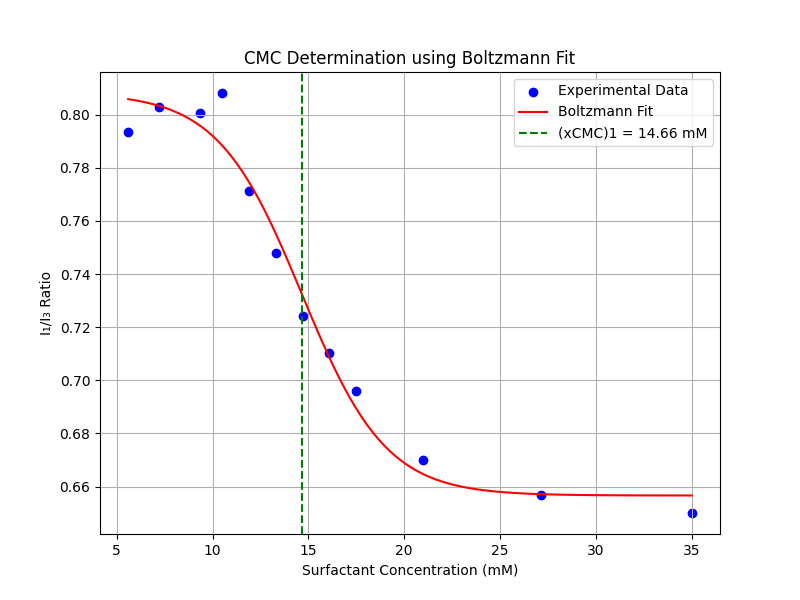 CMC Determination using Boltzmann Fit
Experimental Data
Boltzmann Fit
(xCMC)1 = 14.66 mM
I₁/I₃ Ratio
0.80
0.78
0.76
0.74
0.72
0.70
0.68
0.66
5 10 15 20 25 30 35
Surfactant Concentration (mM)